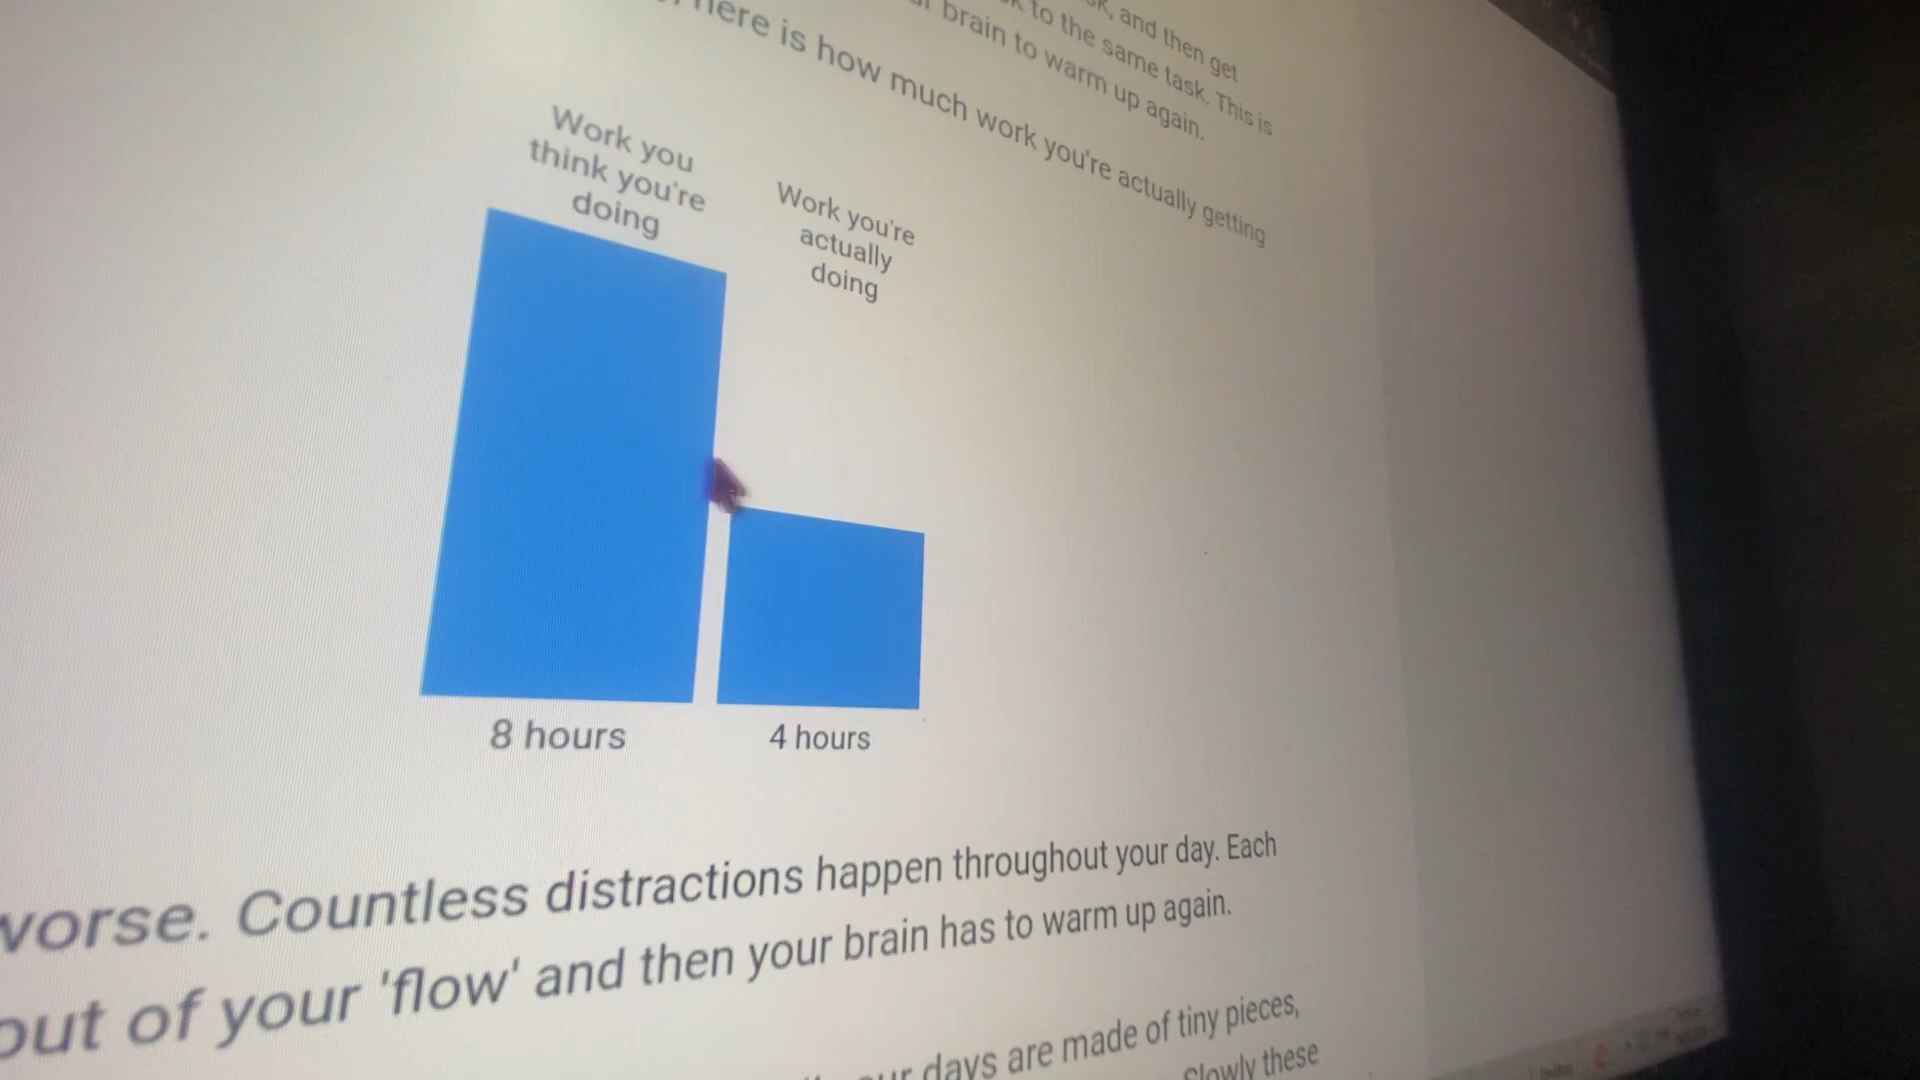 and then get
to the same task. This is
brain to warm up again.
Here is how much work you're actually getting
Work you
think you're
doing
Work you're
actually
doing
8 hours
4 hours
worse. Countless distractions happen throughout your day. Each
out of your 'flow' and then your brain has to warm up again.
days are made of tiny pieces,
Slowly these